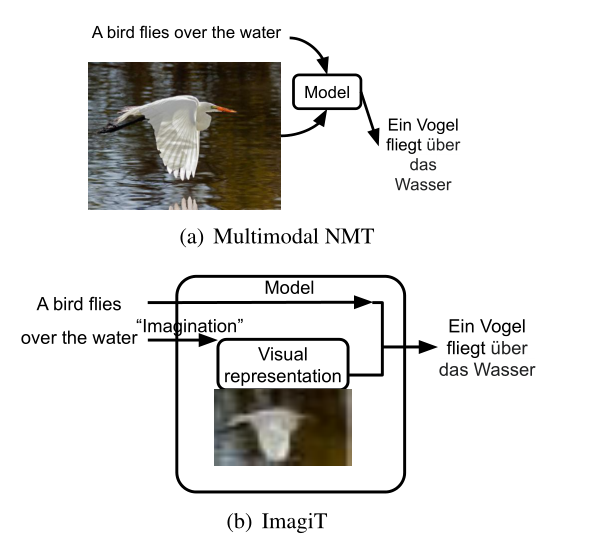 A bird flies over the water
Model
Ein Vogel
fliegt über
das
Wasser
(a) Multimodal NMT
Model
A bird flies
over the water
“Imagination”
Visual
representation
Ein Vogel
fliegt über
das Wasser
(b) ImagiT